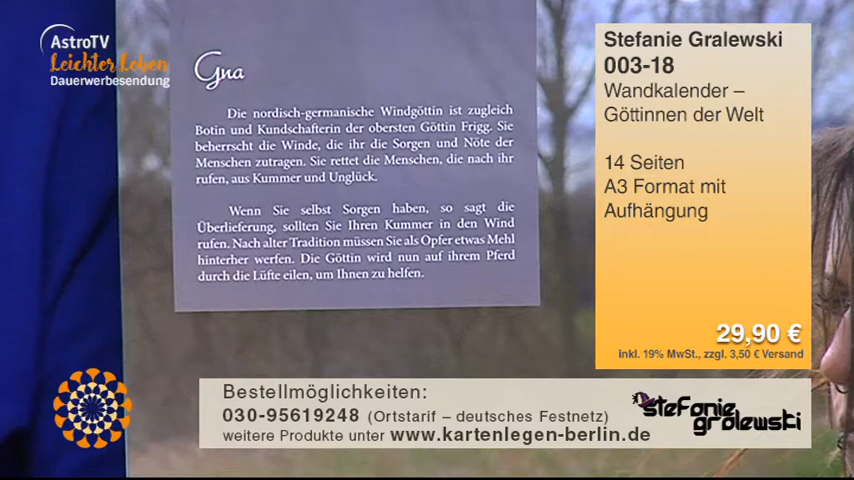 AstroTV
Leichter Leben
Dauerwerbesendung
Gna
Die nordisch-germanische Windgöttin ist zugleich
Botin und Kundschafterin der obersten Göttin Frigg. Sie
beherrscht die Winde, die ihr die Sorgen und Nöte der
Menschen zutragen. Sie rettet die Menschen, die nach ihr
rufen, aus Kummer und Unglück.
Wenn Sie selbst Sorgen haben, so sagt die
Überlieferung, sollten Sie Ihren Kummer in den Wind
rufen. Nach alter Tradition müssen Sie als Opfer etwas Mehl
hinterher werfen. Die Göttin wird nun auf ihrem Pferd
durch die Lüfte eilen, um Ihnen zu helfen.
Stefanie Gralewski
003-18
Wandkalender –
Göttinnen der Welt
14 Seiten
A3 Format mit
Aufhängung
29,90 €
inkl. 19% MwSt., zzgl. 3,50 € Versand
Bestellmöglichkeiten:
030-95619248 (Ortstarif – deutsches Festnetz)
weitere Produkte unter www.kartenlegen-berlin.de
stefanie
gralewski